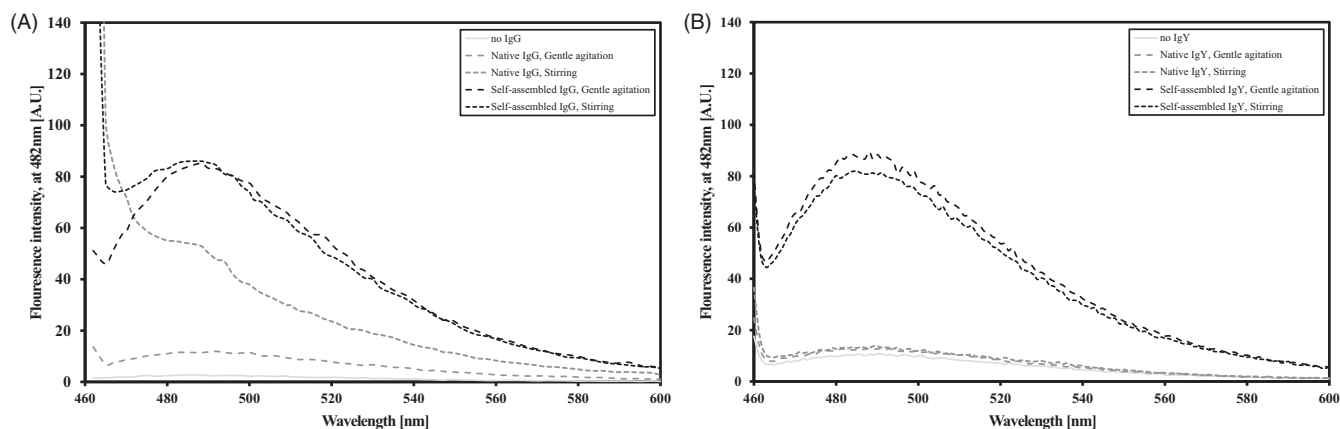 (A)
Flouresence intensity, at 482nm [A.U.]
140
120
100
80
60
40
20
0
no IgG
Native IgG, Gentle agitation
Native IgG, Stirring
Self-assembled IgG, Gentle agitation
Self-assembled IgG, Stirring
460 480 500 520 540 560 580 600
Wavelength [nm]
(B)
Flouresence intensity, at 482nm [A.U.]
140
120
100
80
60
40
20
0
no IgY
Native IgY, Gentle agitation
Native IgY, Stirring
Self-assembled IgY, Gentle agitation
Self-assembled IgY, Stirring
460 480 500 520 540 560 580 600
Wavelength [nm]